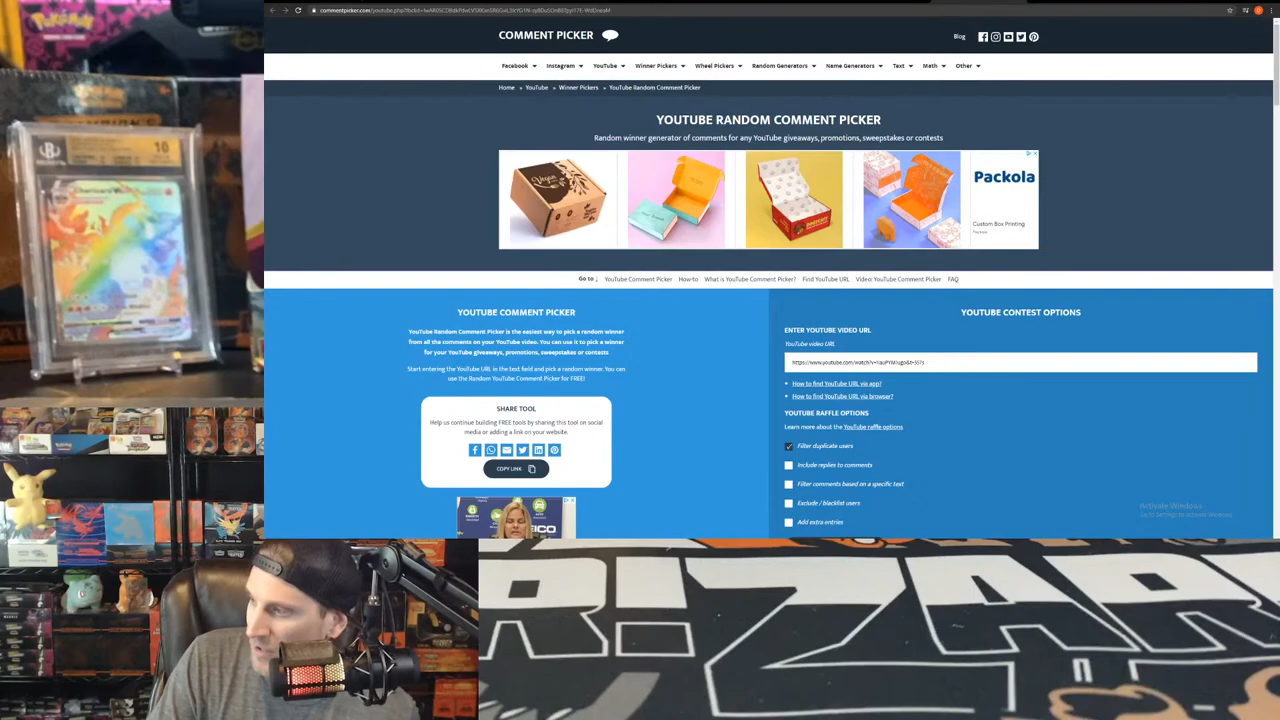 commentpicker.com/youtube.php
COMMENT PICKER
Blog
Facebook
Instagram
YouTube
Winner Pickers
Wheel Pickers
Random Generators
Name Generators
Text
Math
Other
Home » YouTube » Winner Pickers » YouTube Random Comment Picker
YOUTUBE RANDOM COMMENT PICKER
Random winner generator of comments for any YouTube giveaways, promotions, sweepstakes or contests
Vegan
Packola
Custom Box Printing
Packola
Go to ↓ YouTube Comment Picker How-to What is YouTube Comment Picker? Find YouTube URL Video: YouTube Comment Picker FAQ
YOUTUBE COMMENT PICKER
YouTube Random Comment Picker is the easiest way to pick a random winner
from all the comments on your YouTube video. You can use it to pick a winner
for your YouTube giveaways, promotions, sweepstakes or contests
Start entering the YouTube URL in the text field and pick a random winner. You can
use the Random YouTube Comment Picker for FREE!
SHARE TOOL
Help us continue building FREE tools by sharing this tool on social
media or adding a link on your website.
COPY LINK
YOUTUBE CONTEST OPTIONS
ENTER YOUTUBE VIDEO URL
YouTube video URL
How to find YouTube URL via app?
How to find YouTube URL via browser?
YOUTUBE RAFFLE OPTIONS
Learn more about the YouTube raffle options
Filter duplicate users
Include replies to comments
Filter comments based on a specific text
Exclude / blacklist users
Add extra entries
Activate Windows
Go to Settings to activate Windows.
10
Pokémon
RIZAR